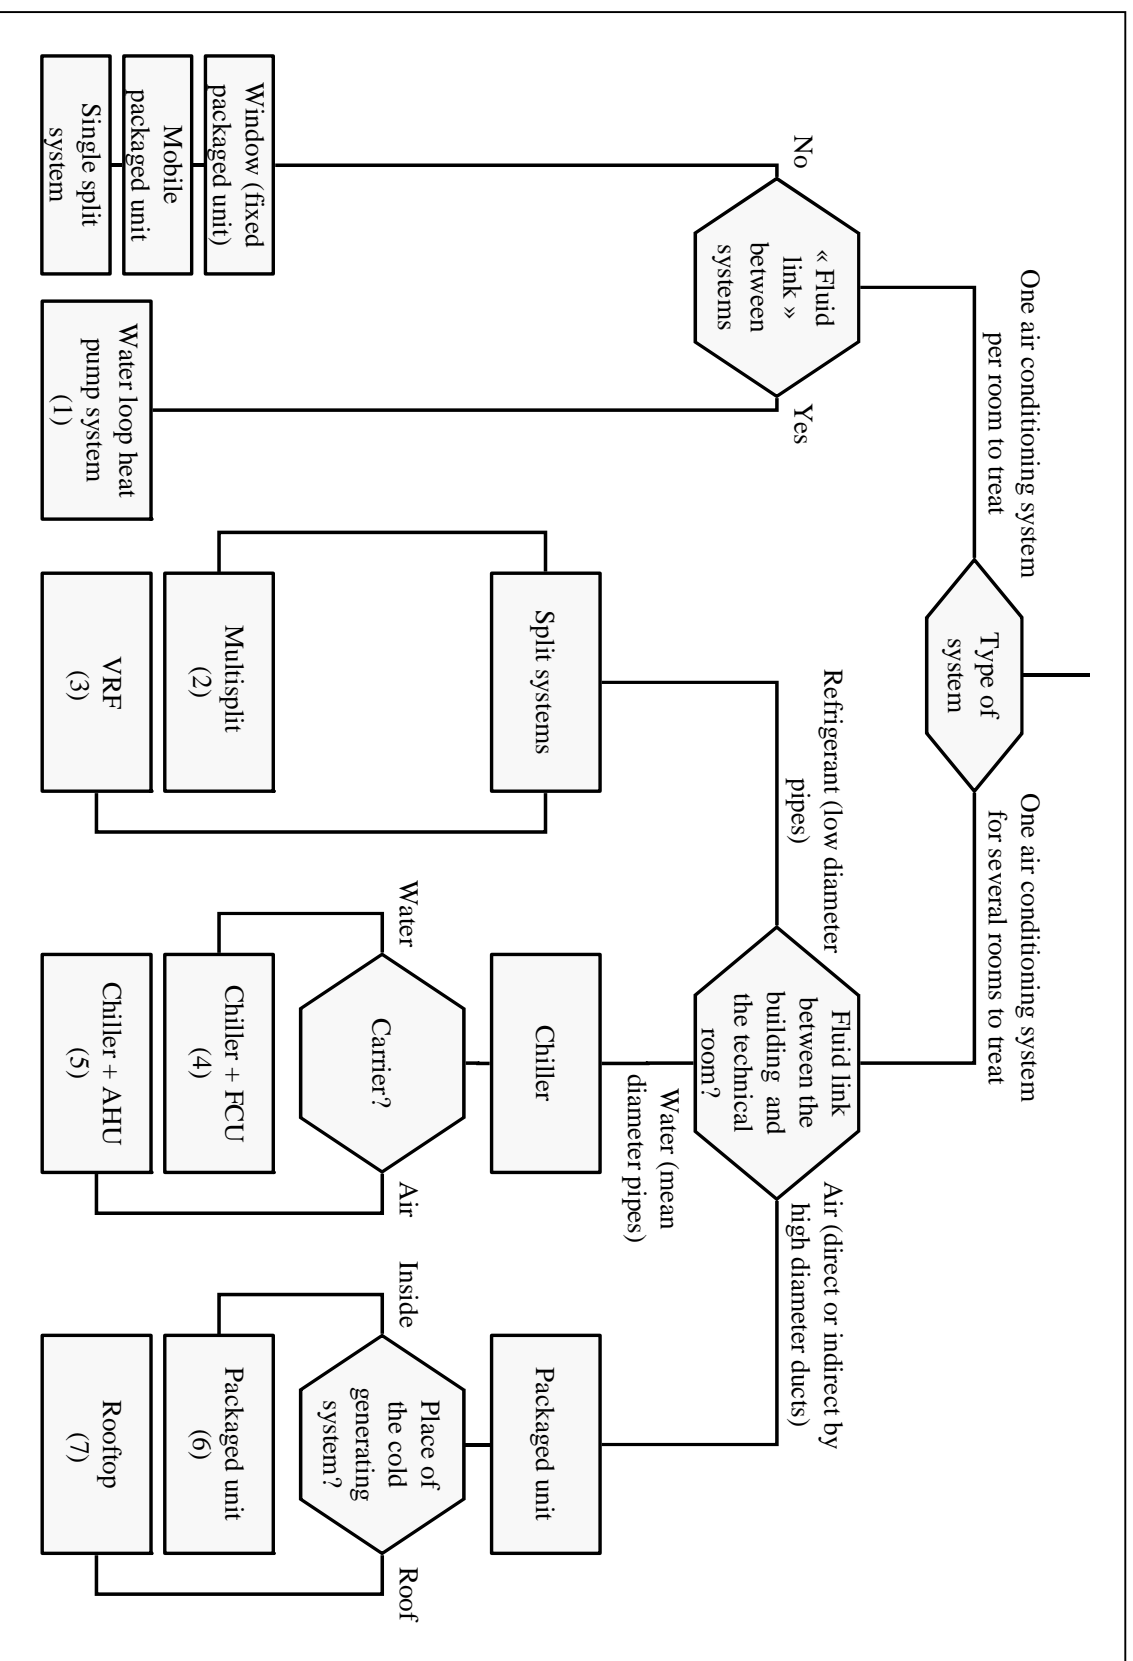 Type of
system
One air conditioning system
per room to treat
One air conditioning system
for several rooms to treat
« Fluid
link »
between
systems
No
Yes
Window (fixed
packaged unit)
Mobile
packaged unit
Single split
system
Water loop heat
pump system
(1)
Fluid link
between the
building and
the technical
room?
Refrigerant (low diameter
pipes)
Water (mean
diameter pipes)
Air (direct or indirect by
high diameter ducts)
Split systems
Multisplit
(2)
VRF
(3)
Chiller
Carrier?
Water
Air
Chiller + FCU
(4)
Chiller + AHU
(5)
Packaged unit
Place of
the cold
generating
system?
Inside
Roof
Packaged unit
(6)
Rooftop
(7)